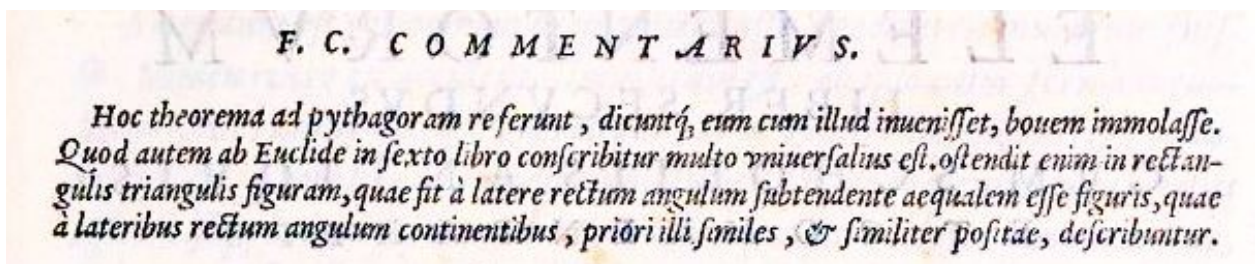 F. C. COMMENTARIVS.
Hoc theorema ad pythagoram referunt, dicuntq́; eum cum illud inueniſſet, bouem immolaſſe.
Quod autem ab Euclide in ſexto libro conſcribitur multo vniuerſalius eſt. oſtendit enim in rectan-
gulis triangulis figuram, quae fit à latere rectum angulum ſubtendente aequalem eſſe figuris, quae
à lateribus rectum angulum continentibus, priori illi ſimiles, & ſimiliter poſitae, deſcribuntur.